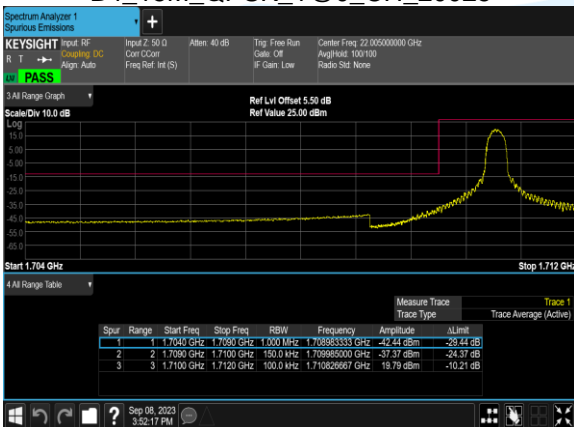 Spectrum Analyzer 1
Spurious Emissions
+
KEYSIGHT Input: RF Input Z: 50 Ω Atten: 40 dB Trig: Free Run Center Freq: 22.005000000 GHz
R T Coupling: DC Corr CCorr Gate: Off Avg|Hold: 100/100
Align: Auto Freq Ref: Int (S) IF Gain: Low Radio Std: None
PASS
3 All Range Graph
Ref Lvl Offset 5.50 dB
Scale/Div 10.0 dB Ref Value 25.00 dBm
Log
15.0
5.00
-5.00
-15.0
-25.0
-35.0
-45.0
-55.0
-65.0
Start 1.704 GHz Stop 1.712 GHz
4 All Range Table
Measure Trace Trace 1
Trace Type Trace Average (Active)
Spur Range Start Freq Stop Freq RBW Frequency Amplitude ΔLimit
1 1 1.7040 GHz 1.7090 GHz 1.000 MHz 1.708983333 GHz -42.44 dBm -29.44 dB
2 2 1.7090 GHz 1.7100 GHz 150.0 kHz 1.709985000 GHz -37.37 dBm -24.37 dB
3 3 1.7100 GHz 1.7120 GHz 100.0 kHz 1.710826667 GHz 19.79 dBm -10.21 dB
?
Sep 08, 2023
3:52:17 PM